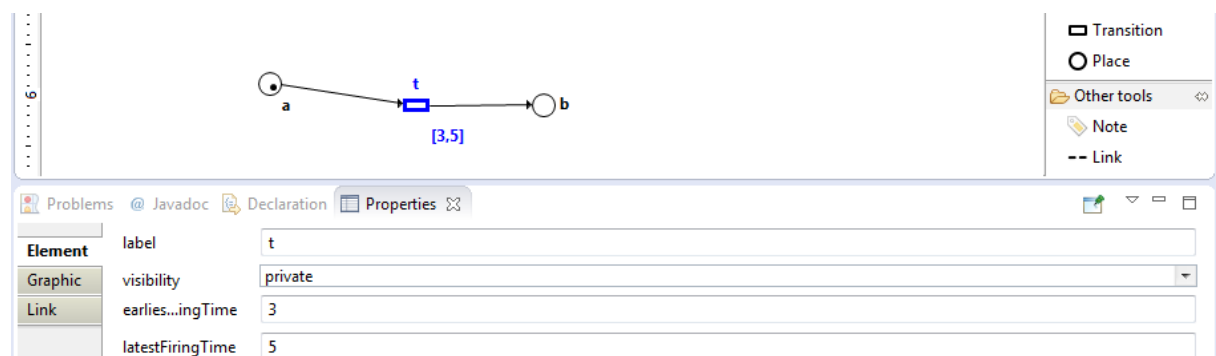 Transition
Place
Other tools
Note
Link
6
t
a
b
[3,5]
Problems @ Javadoc Declaration Properties
Element
Graphic
Link
label t
visibility private
earlies...ingTime 3
latestFiringTime 5